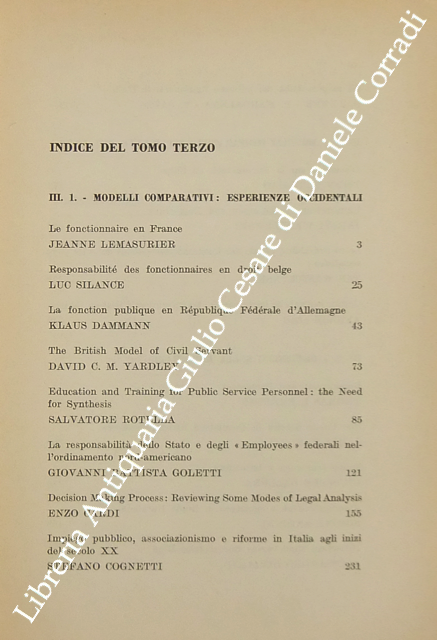 INDICE DEL TOMO TERZO
III. 1. - MODELLI COMPARATIVI: ESPERIENZE OCCIDENTALI
Le fonctionnaire en France
JEANNE LEMASURIER 3
Responsabilité des fonctionnaires en droit belge
LUC SILANCE 25
La fonction publique en République Fédérale d'Allemagne
KLAUS DAMMANN 43
The British Model of Civil Servant
DAVID C. M. YARDLEY 73
Education and Training for Public Service Personnel: the Need
for Synthesis
SALVATORE 85
La responsabilità dello Stato e degli « Employees » federali nel-
l'ordinamento nord-americano
GIOVANNI BATTISTA GOLETTI 121
Decision Making Process: Reviewing Some Modes of Legal Analysis
ENZO 155
Impiego pubblico, associazionismo e riforme in Italia agli inizi
del secolo XX
STEFANO COGNETTI 231
Libreria Antiquaria Giulio Cesare di Daniele Corradi